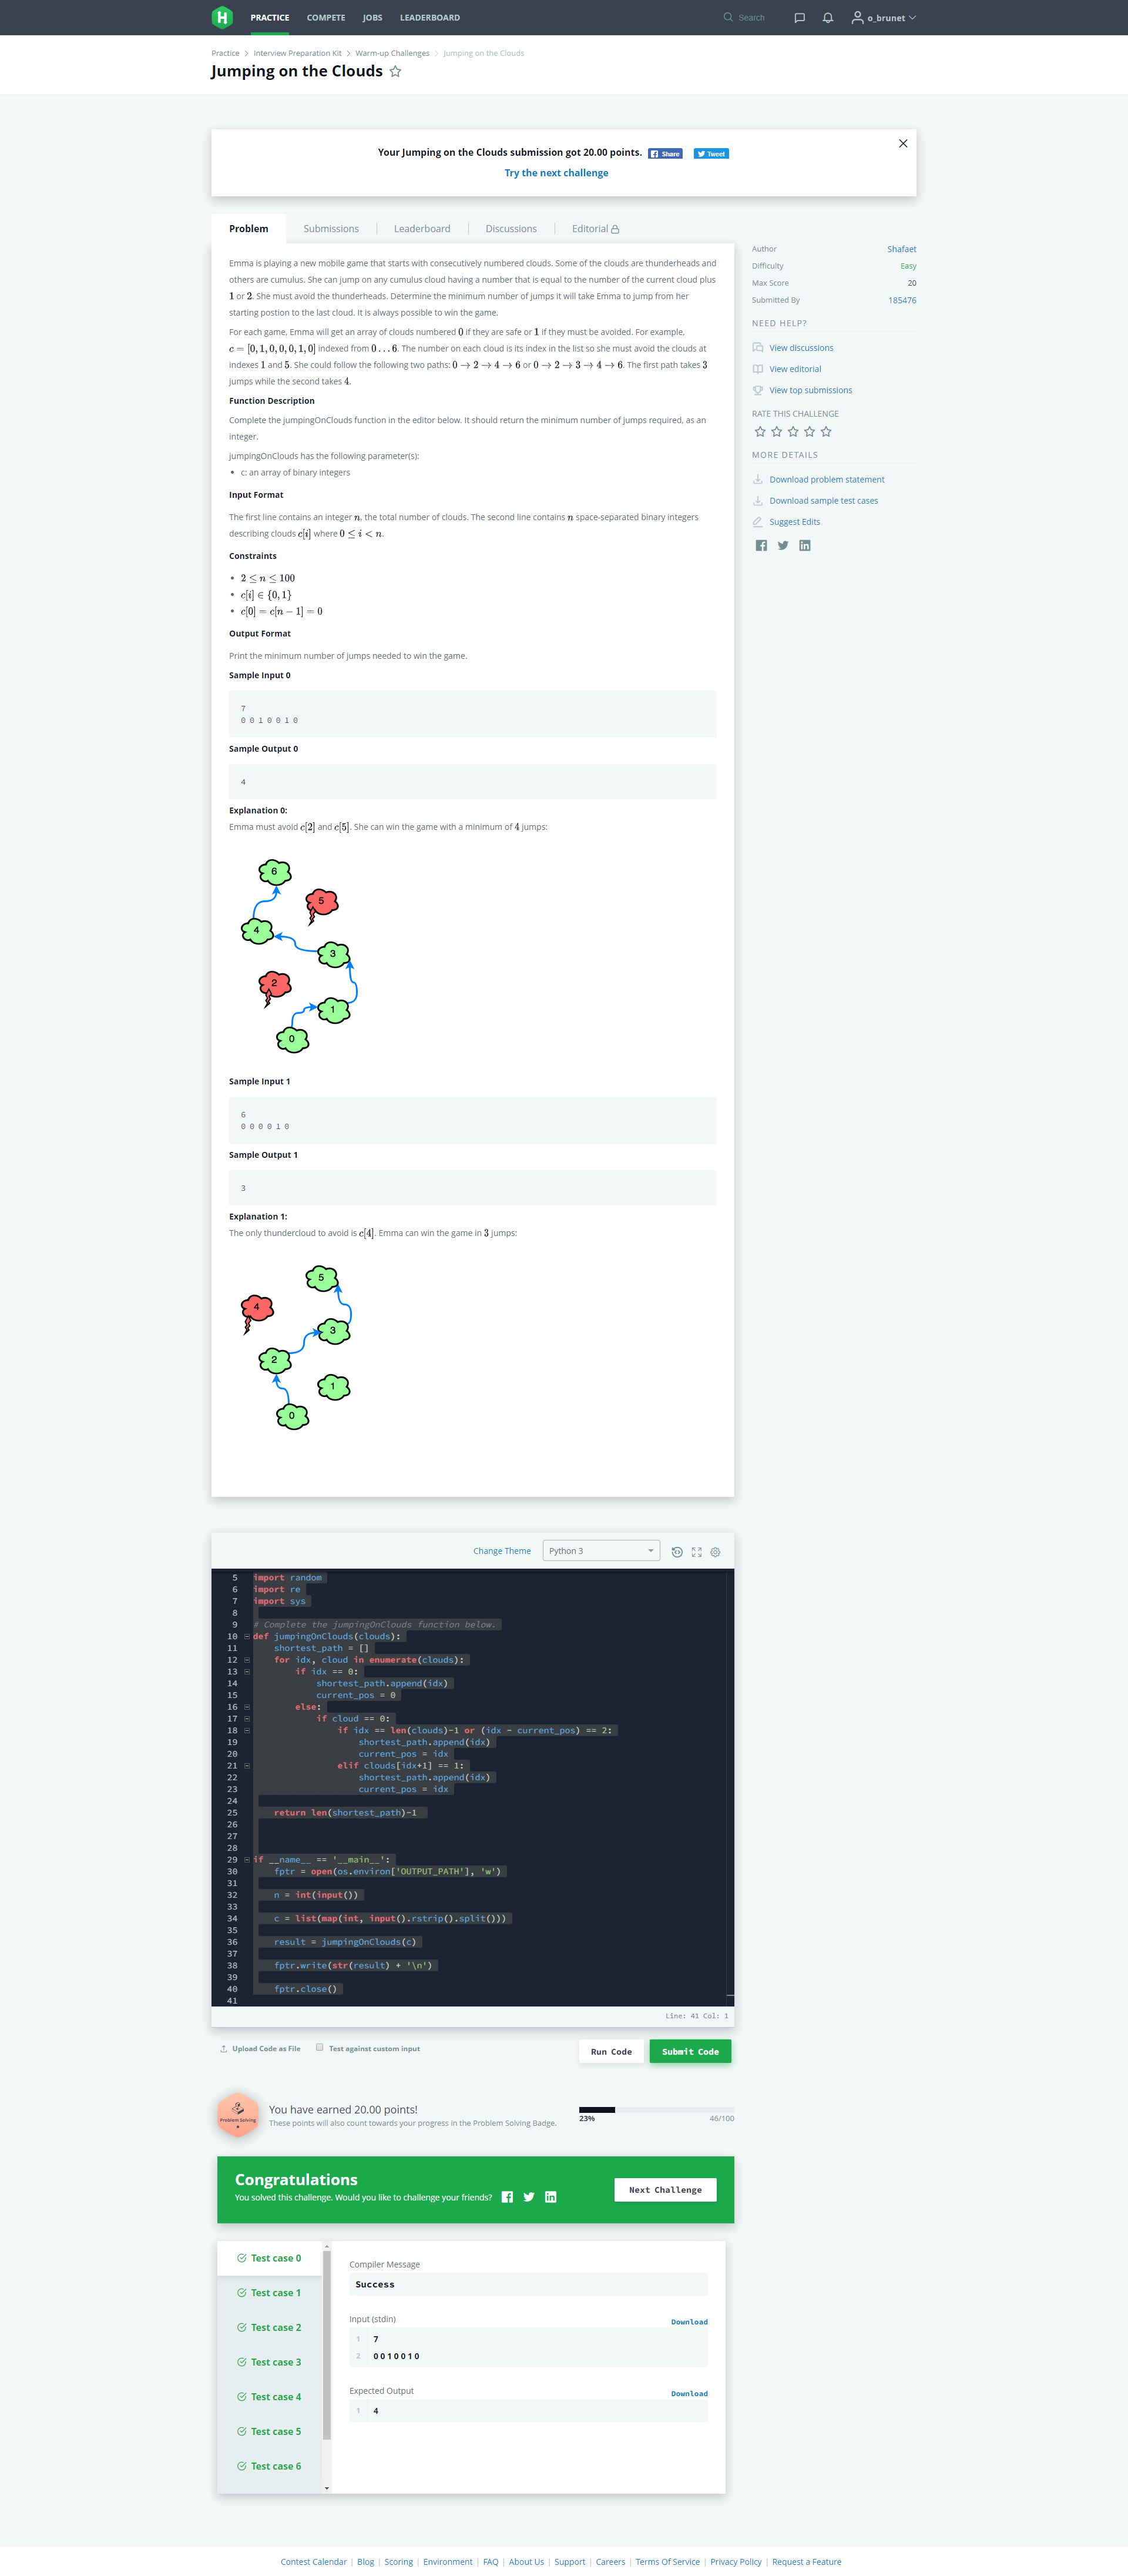 PRACTICE COMPETE JOBS LEADERBOARD Search o_brunet
Practice > Interview Preparation Kit > Warm-up Challenges > Jumping on the Clouds
Jumping on the Clouds
Your Jumping on the Clouds submission got 20.00 points. Share Tweet
Try the next challenge
Problem Submissions Leaderboard Discussions Editorial
Emma is playing a new mobile game that starts with consecutively numbered clouds. Some of the clouds are thunderheads and
others are cumulus. She can jump on any cumulus cloud having a number that is equal to the number of the current cloud plus
1 or 2. She must avoid the thunderheads. Determine the minimum number of jumps it will take Emma to jump from her
starting postion to the last cloud. It is always possible to win the game.
For each game, Emma will get an array of clouds numbered 0 if they are safe or 1 if they must be avoided. For example,
c = [0, 1, 0, 0, 0, 1, 0] indexed from 0 . . . 6. The number on each cloud is its index in the list so she must avoid the clouds at
indexes 1 and 5. She could follow the following two paths: 0 → 2 → 4 → 6 or 0 → 2 → 3 → 4 → 6. The first path takes 3
jumps while the second takes 4.
Function Description
Complete the jumpingOnClouds function in the editor below. It should return the minimum number of jumps required, as an
integer.
jumpingOnClouds has the following parameter(s):
• c: an array of binary integers
Input Format
The first line contains an integer n, the total number of clouds. The second line contains n space-separated binary integers
describing clouds c[i] where 0 ≤ i < n.
Constraints
• 2 ≤ n ≤ 100
• c[i] ∈ {0, 1}
• c[0] = c[n − 1] = 0
Output Format
Print the minimum number of jumps needed to win the game.
Sample Input 0
7
0 0 1 0 0 1 0
Sample Output 0
4
Explanation 0:
Emma must avoid c[2] and c[5]. She can win the game with a minimum of 4 jumps:
6
5
4
3
2
1
0
Sample Input 1
6
0 0 0 0 1 0
Sample Output 1
3
Explanation 1:
The only thundercloud to avoid is c[4]. Emma can win the game in 3 jumps:
5
4
3
2
1
0
Author Shafaet
Difficulty Easy
Max Score 20
Submitted By 185476
NEED HELP?
View discussions
View editorial
View top submissions
RATE THIS CHALLENGE
MORE DETAILS
Download problem statement
Download sample test cases
Suggest Edits
Change Theme Python 3
5 import random
6 import re
7 import sys
8
9 # Complete the jumpingOnClouds function below.
10 def jumpingOnClouds(clouds):
11 shortest_path = []
12 for idx, cloud in enumerate(clouds):
13 if idx == 0:
14 shortest_path.append(idx)
15 current_pos = 0
16 else:
17 if cloud == 0:
18 if idx == len(clouds)-1 or (idx - current_pos) == 2:
19 shortest_path.append(idx)
20 current_pos = idx
21 elif clouds[idx+1] == 1:
22 shortest_path.append(idx)
23 current_pos = idx
24
25 return len(shortest_path)-1
26
27
28
29 if __name__ == '__main__':
30 fptr = open(os.environ['OUTPUT_PATH'], 'w')
31
32 n = int(input())
33
34 c = list(map(int, input().rstrip().split()))
35
36 result = jumpingOnClouds(c)
37
38 fptr.write(str(result) + '\n')
39
40 fptr.close()
41
Line: 41 Col: 1
Upload Code as File Test against custom input Run Code Submit Code
Problem Solving
You have earned 20.00 points!
These points will also count towards your progress in the Problem Solving Badge.
23% 46/100
Congratulations
You solved this challenge. Would you like to challenge your friends?
Next Challenge
Test case 0
Test case 1
Test case 2
Test case 3
Test case 4
Test case 5
Test case 6
Compiler Message
Success
Input (stdin) Download
1 7
2 0 0 1 0 0 1 0
Expected Output Download
1 4
Contest Calendar | Blog | Scoring | Environment | FAQ | About Us | Support | Careers | Terms Of Service | Privacy Policy | Request a Feature